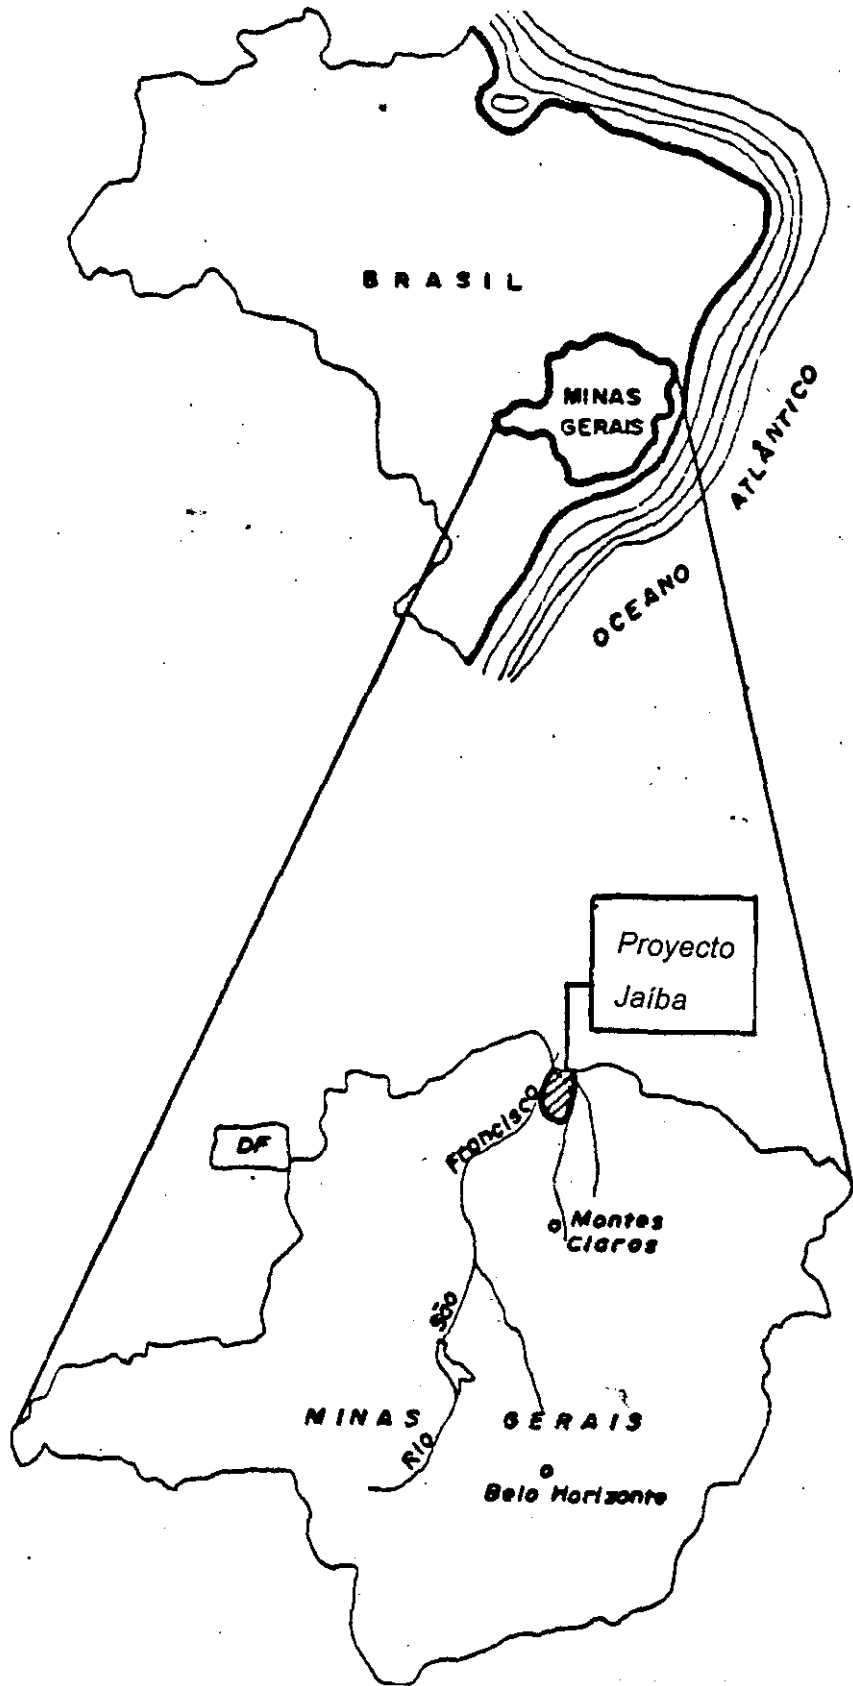 BRASIL
MINAS
GERAIS
OCEANO ATLÂNTICO
Proyecto
Jaíba
DF
Rio São Francisco
Montes
Claros
MINAS GERAIS
Belo Horizonte